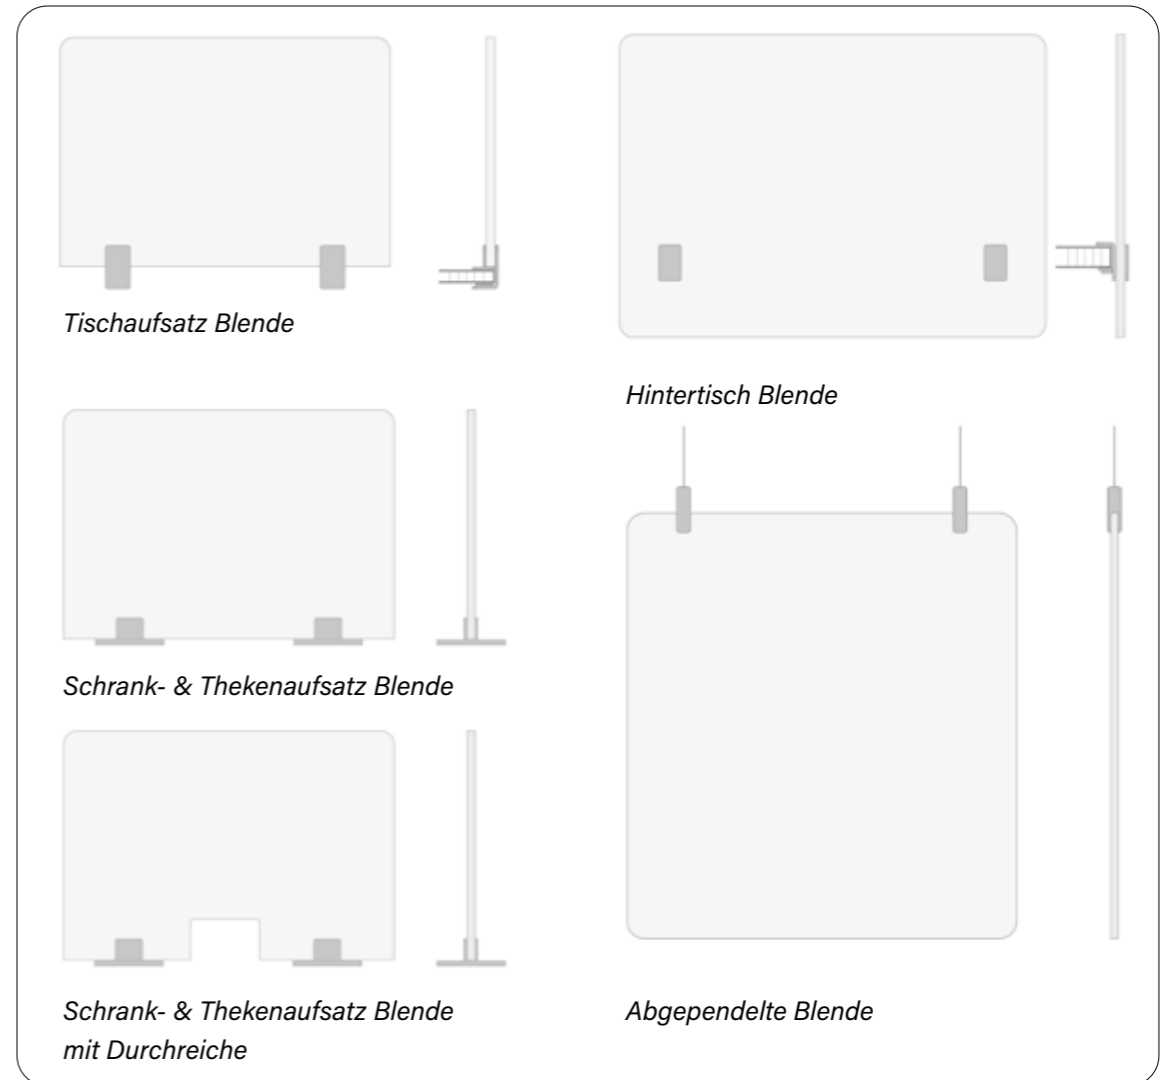 Tischaufsatz Blende
Hintertisch Blende
Schrank- & Thekenaufsatz Blende
Schrank- & Thekenaufsatz Blende
mit Durchreiche
Abgependelte Blende